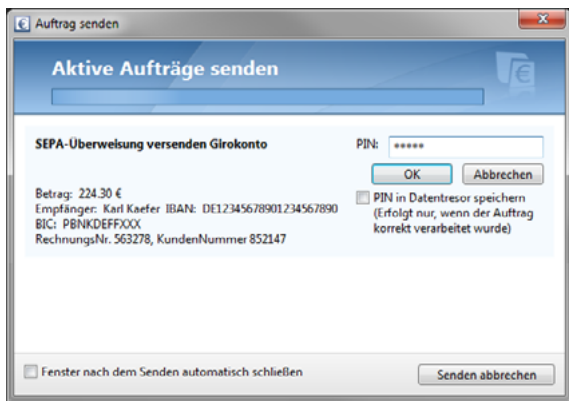 Auftrag senden
Aktive Aufträge senden
SEPA-Überweisung versenden Girokonto
PIN: *****
OK Abbrechen
Betrag: 224.30 €
Empfänger: Karl Kaefer IBAN: DE12345678901234567890
BIC: PBNKDEFFXXX
RechnungsNr. 563278, KundenNummer 852147
PIN in Datentresor speichern
(Erfolgt nur, wenn der Auftrag
korrekt verarbeitet wurde)
Fenster nach dem Senden automatisch schließen
Senden abbrechen